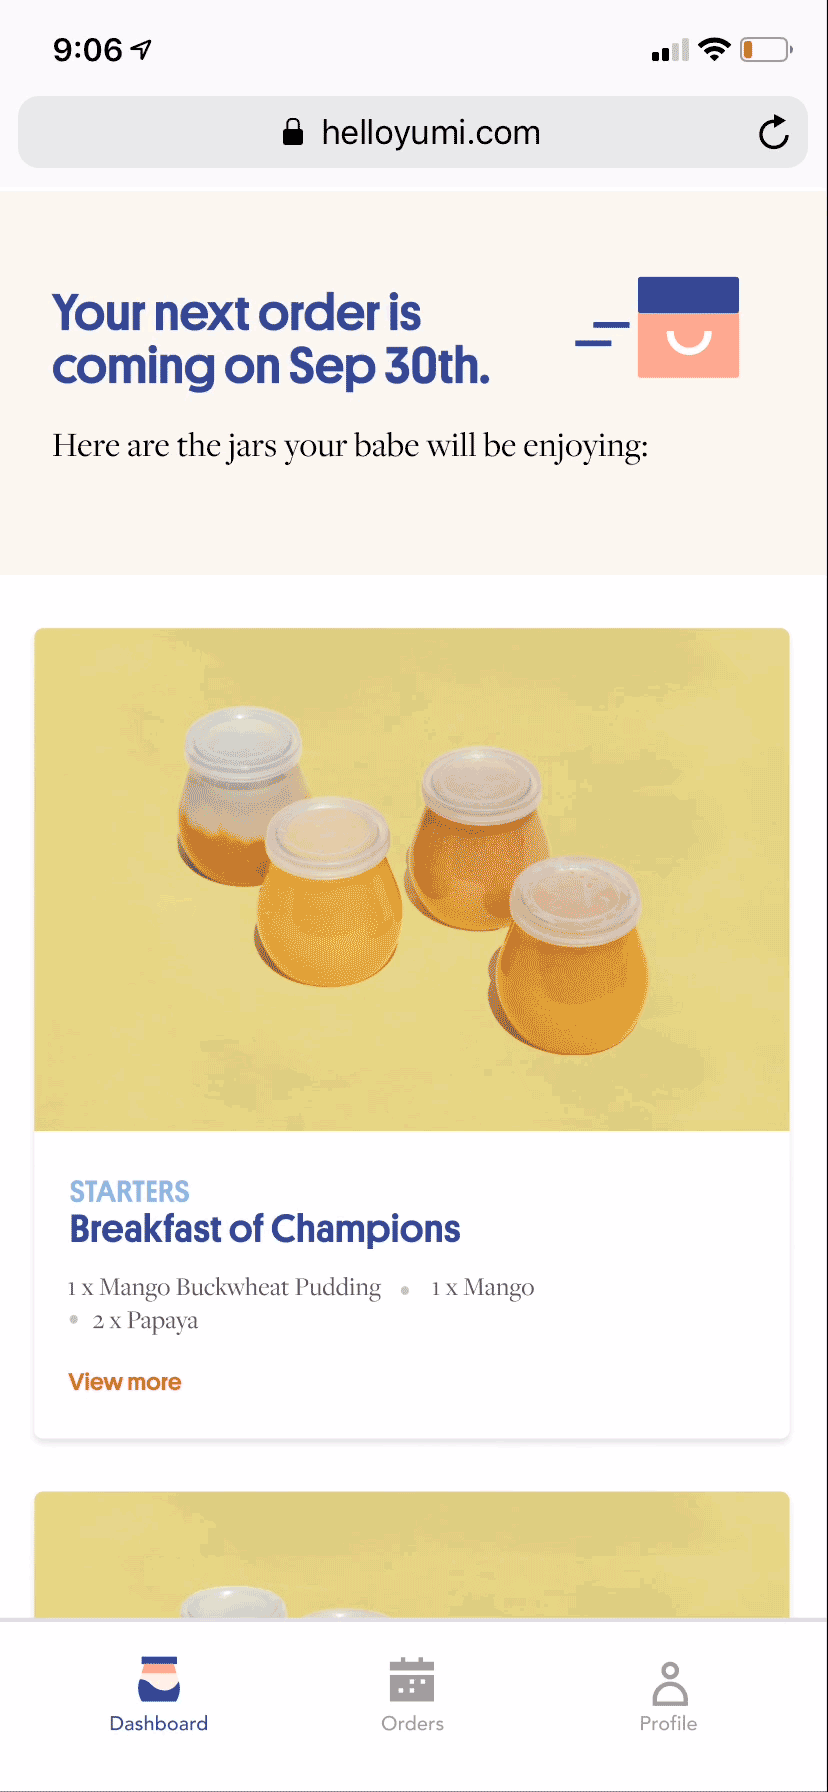 9:06
helloyumi.com
Your next order is
coming on Sep 30th.
Here are the jars your babe will be enjoying:
STARTERS
Breakfast of Champions
1 x Mango Buckwheat Pudding • 1 x Mango
• 2 x Papaya
View more
Dashboard Orders Profile